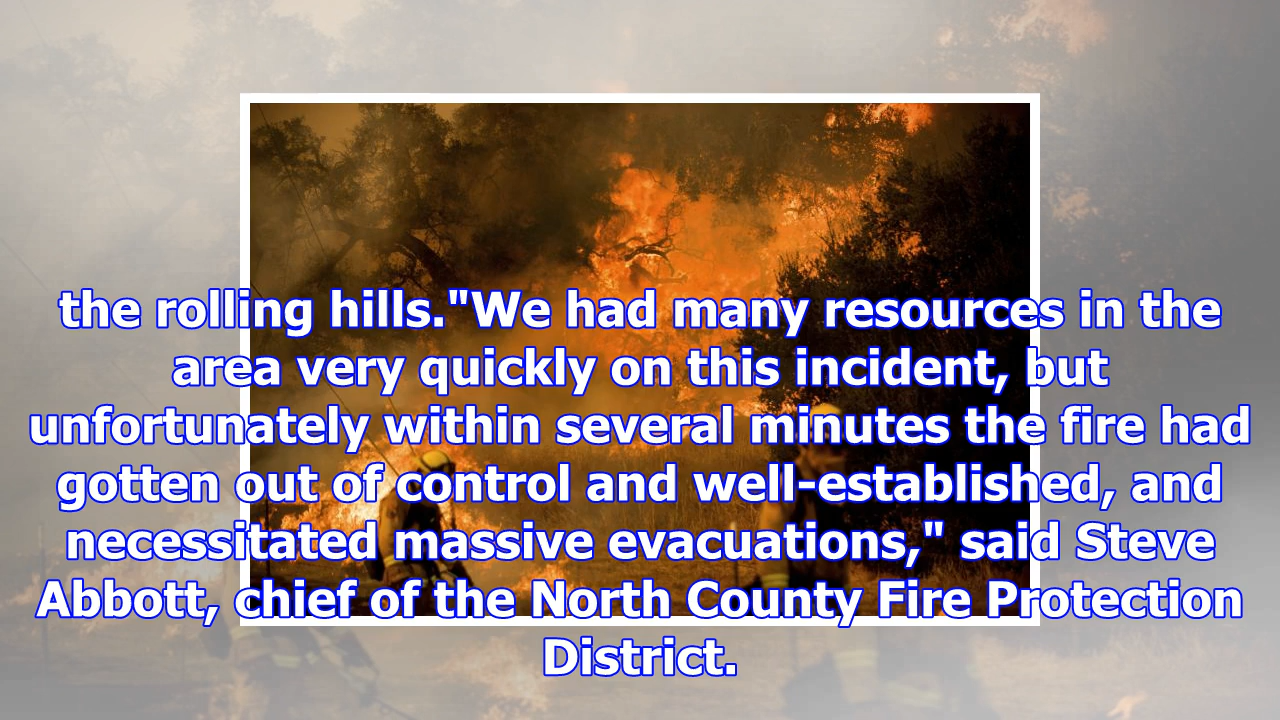 the rolling hills."We had many resources in the
area very quickly on this incident, but
unfortunately within several minutes the fire had
gotten out of control and well-established, and
necessitated massive evacuations," said Steve
Abbott, chief of the North County Fire Protection
District.